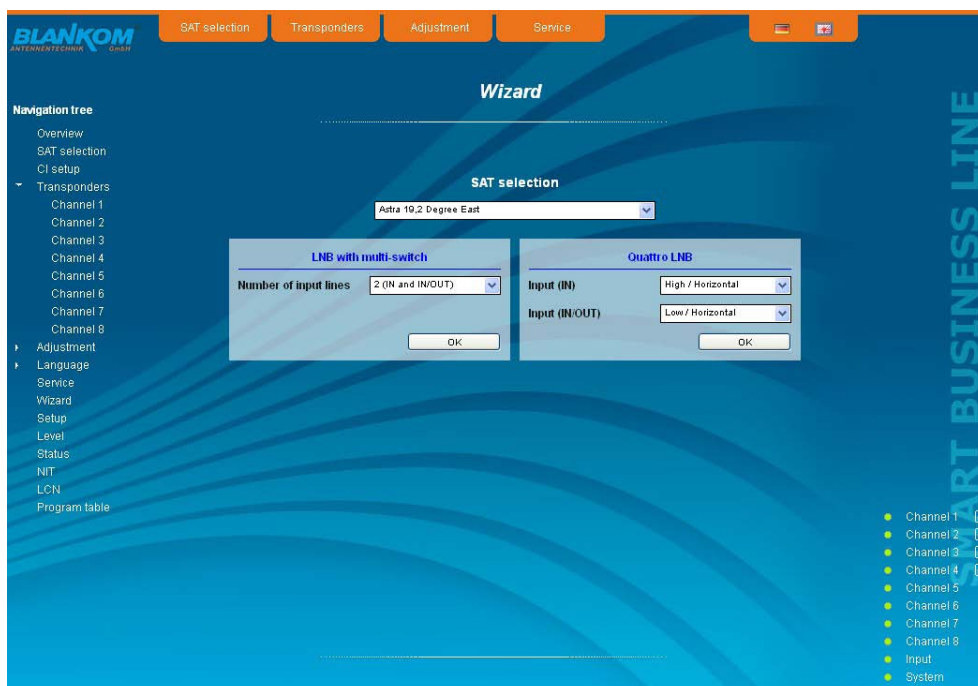 BLANKOM
ANTENNENTECHNIK GmbH
SAT selection
Transponders
Adjustment
Service
Wizard
Navigation tree
Overview
SAT selection
CI setup
Transponders
Channel 1
Channel 2
Channel 3
Channel 4
Channel 5
Channel 6
Channel 7
Channel 8
Adjustment
Language
Service
Wizard
Setup
Level
Status
NIT
LCN
Program table
SAT selection
Astra 19,2 Degree East
LNB with multi-switch
Number of input lines 2 (IN and IN/OUT)
OK
Quattro LNB
Input (IN) High / Horizontal
Input (IN/OUT) Low / Horizontal
OK
SMART BUSINESS LINE
Channel 1
Channel 2
Channel 3
Channel 4
Channel 5
Channel 6
Channel 7
Channel 8
Input
System